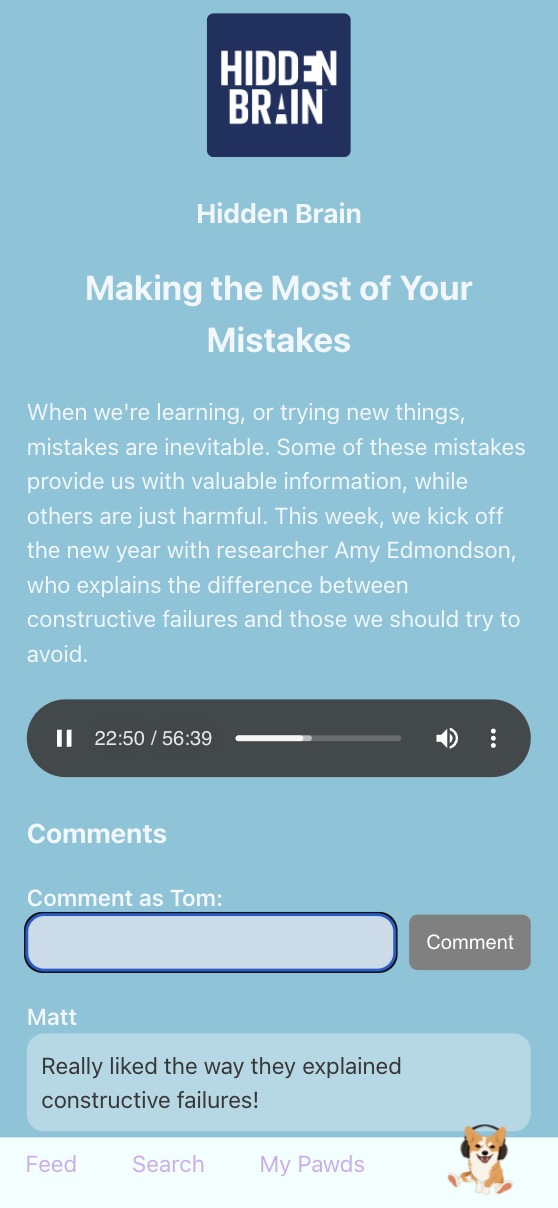 HIDDEN
BRAIN
Hidden Brain
Making the Most of Your
Mistakes
When we're learning, or trying new things,
mistakes are inevitable. Some of these mistakes
provide us with valuable information, while
others are just harmful. This week, we kick off
the new year with researcher Amy Edmondson,
who explains the difference between
constructive failures and those we should try to
avoid.
22:50 / 56:39
Comments
Comment as Tom:
Comment
Matt
Really liked the way they explained
constructive failures!
Feed Search My Pawds